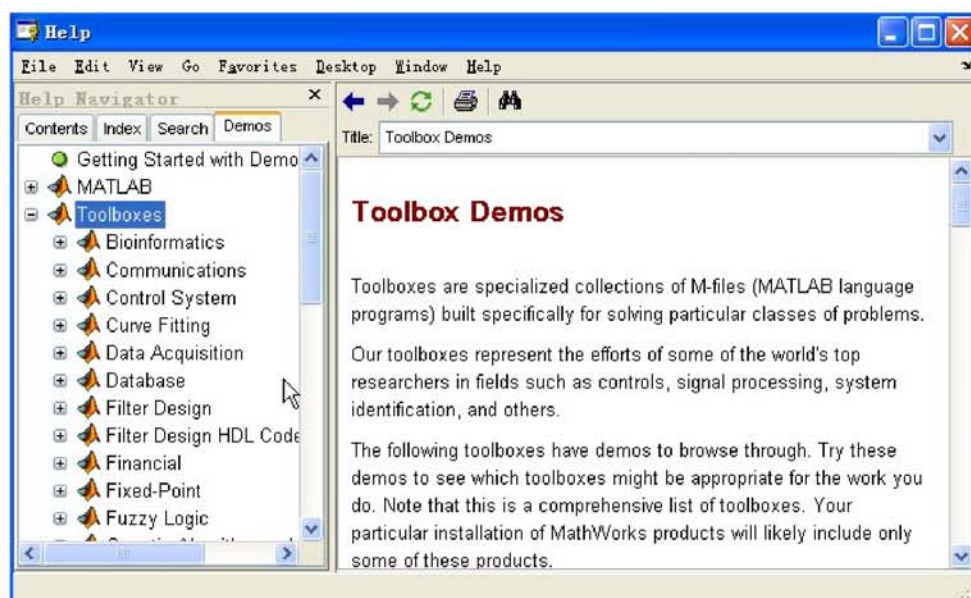 Help
File Edit View Go Favorites Desktop Window Help
Help Navigator
Contents Index Search Demos
Getting Started with Demo
MATLAB
Toolboxes
Bioinformatics
Communications
Control System
Curve Fitting
Data Acquisition
Database
Filter Design
Filter Design HDL Code
Financial
Fixed-Point
Fuzzy Logic
Title: Toolbox Demos
Toolbox Demos
Toolboxes are specialized collections of M-files (MATLAB language
programs) built specifically for solving particular classes of problems.
Our toolboxes represent the efforts of some of the world's top
researchers in fields such as controls, signal processing, system
identification, and others.
The following toolboxes have demos to browse through. Try these
demos to see which toolboxes might be appropriate for the work you
do. Note that this is a comprehensive list of toolboxes. Your
particular installation of MathWorks products will likely include only
some of these products.